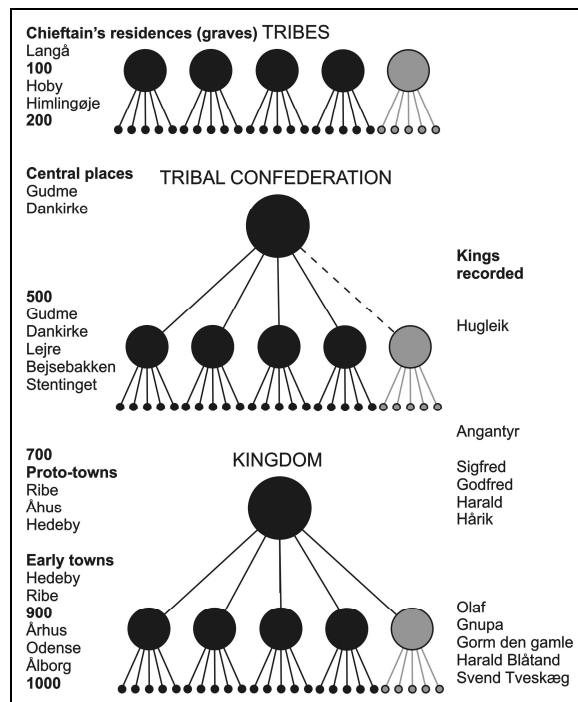 Chieftain's residences (graves) TRIBES
Langå
100
Hoby
Himlingøje
200
Central places
TRIBAL CONFEDERATION
Gudme
Dankirke
Kings
recorded
500
Gudme
Dankirke
Lejre
Bejsebakken
Stentinget
Hugleik
Angantyr
700
KINGDOM
Proto-towns
Ribe
Åhus
Hedeby
Sigfred
Godfred
Harald
Hårik
Early towns
Hedeby
Ribe
900
Århus
Odense
Ålborg
1000
Olaf
Gnupa
Gorm den gamle
Harald Blåtand
Svend Tveskæg